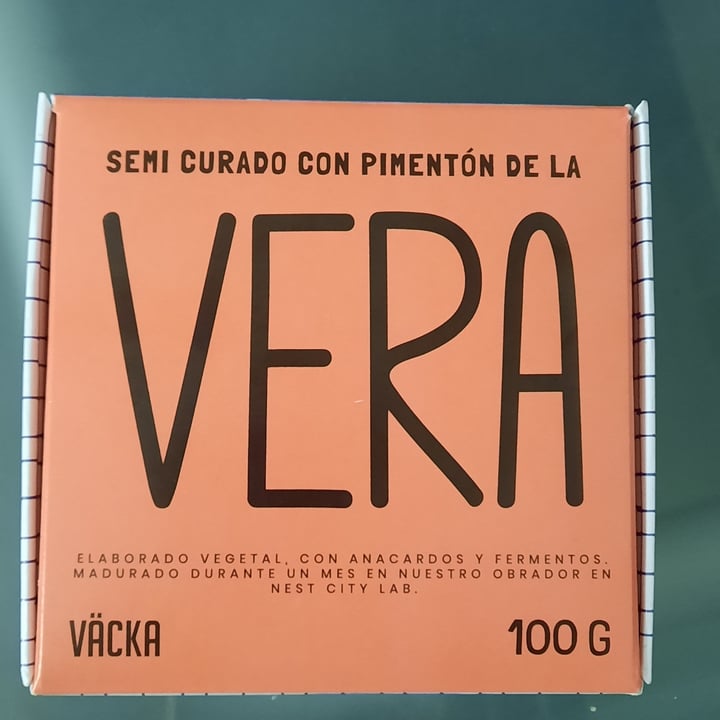 SEMI CURADO CON PIMENTÓN DE LA
VERA
ELABORADO VEGETAL, CON ANACARDOS Y FERMENTOS.
MADURADO DURANTE UN MES EN NUESTRO OBRADOR EN
NEST CITY LAB.
VÄCKA
100 G